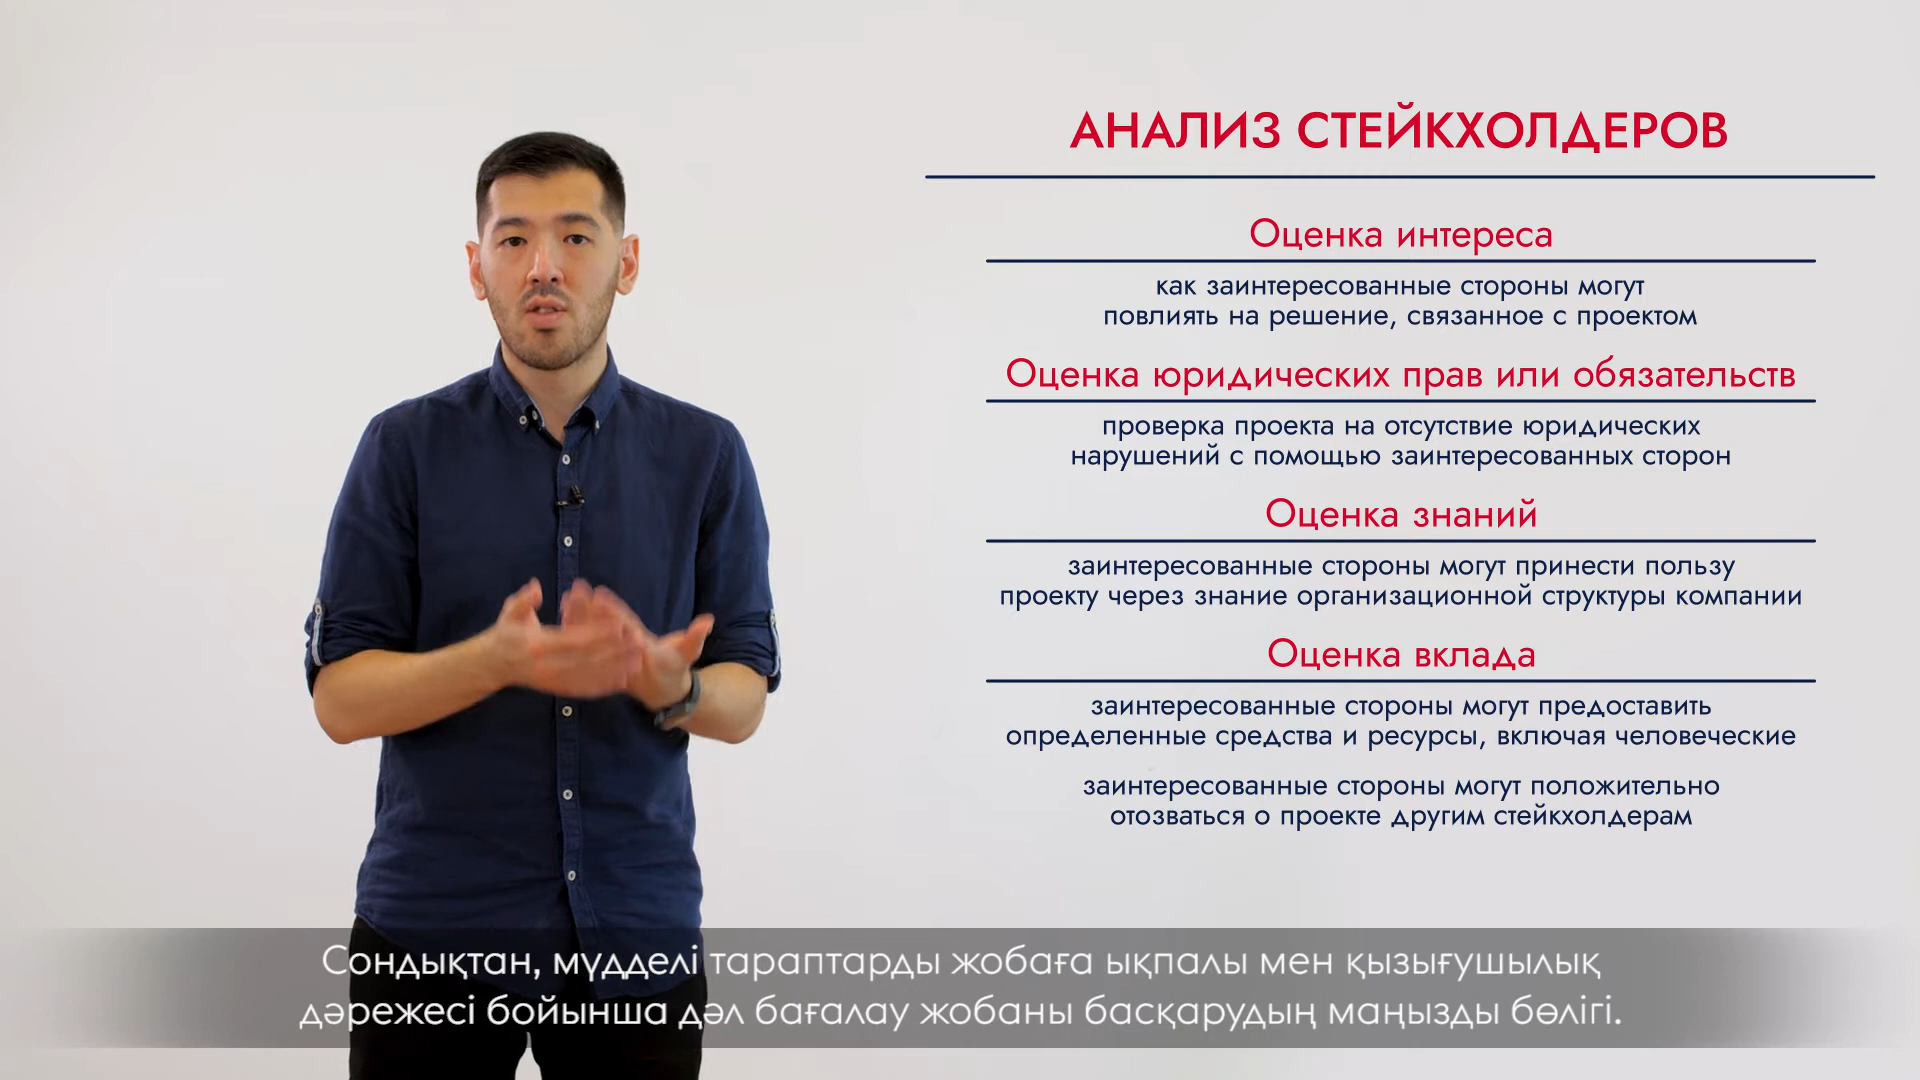 АНАЛИЗ СТЕЙКХОЛДЕРОВ
Оценка интереса
как заинтересованные стороны могут
повлиять на решение, связанное с проектом
Оценка юридических прав или обязательств
проверка проекта на отсутствие юридических
нарушений с помощью заинтересованных сторон
Оценка знаний
заинтересованные стороны могут принести пользу
проекту через знание организационной структуры компании
Оценка вклада
заинтересованные стороны могут предоставить
определенные средства и ресурсы, включая человеческие
заинтересованные стороны могут положительно
отозваться о проекте другим стейкхолдерам
Сондықтан, мүдделі тараптарды жобаға ықпалы мен қызығушылық
дәрежесі бойынша дәл бағалау жобаны басқарудың маңызды бөлігі.